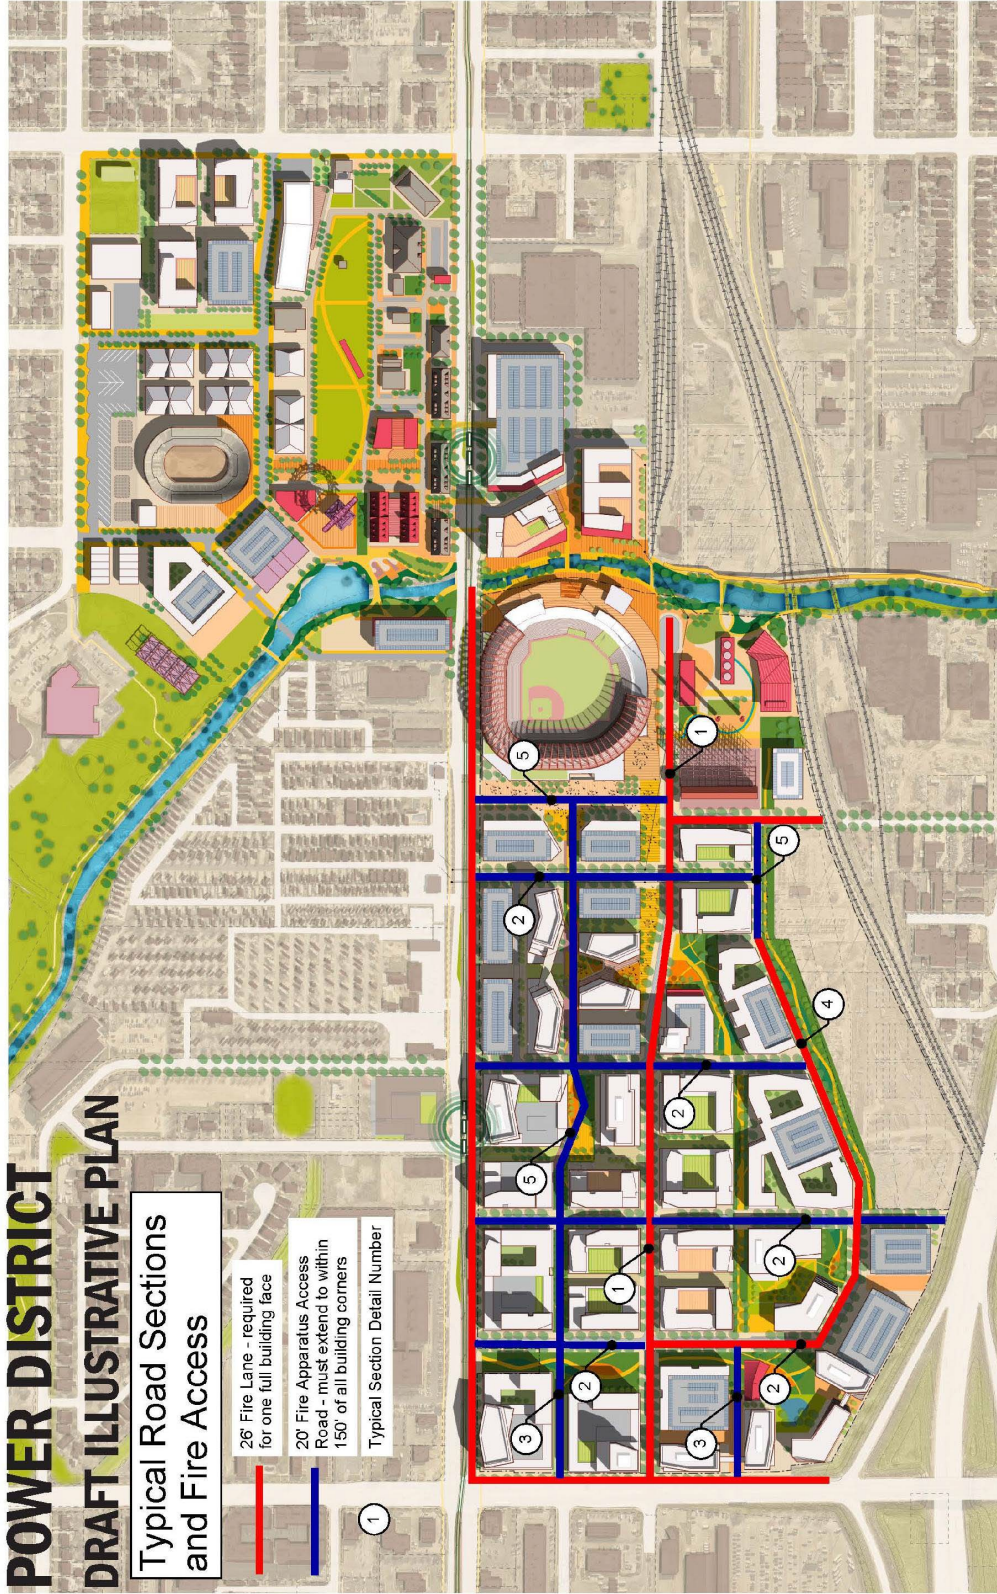 POWER DISTRICT
DRAFT ILLUSTRATIVE PLAN
Typical Road Sections
and Fire Access
26' Fire Lane - required
for one full building face
20' Fire Apparatus Access
Road - must extend to within
150' of all building corners
1
Typical Section Detail Number
3
2
5
2
5
1
1
2
3
2
2
4
5